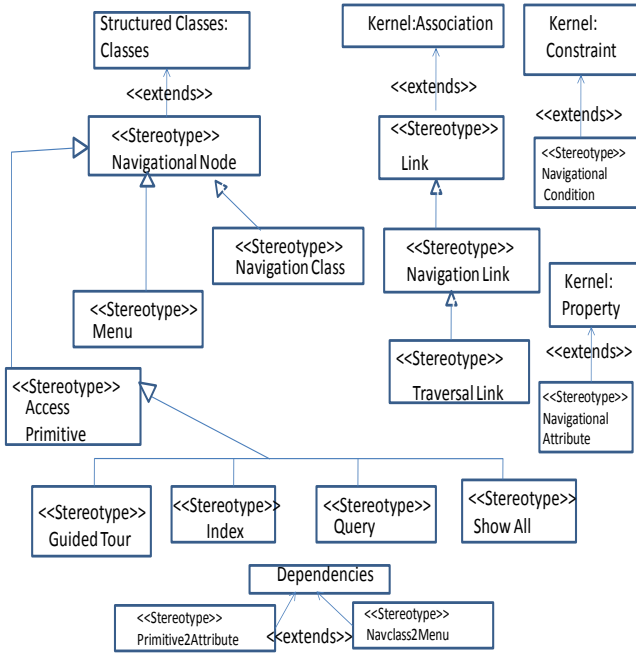 Structured Classes:
Classes
<<extends>>
<<Stereotype>>
Navigational Node
<<Stereotype>>
Navigation Class
<<Stereotype>>
Menu
<<Stereotype>>
Access
Primitive
Kernel:Association
<<extends>>
<<Stereotype>>
Link
<<Stereotype>>
Navigation Link
<<Stereotype>>
Traversal Link
Kernel:
Constraint
<<extends>>
<<Stereotype>>
Navigational
Condition
Kernel:
Property
<<extends>>
<<Stereotype>>
Navigational
Attribute
<<Stereotype>>
Guided Tour
<<Stereotype>>
Index
<<Stereotype>>
Query
<<Stereotype>>
Show All
Dependencies
<<Stereotype>>
Primitive2Attribute
<<extends>>
<<Stereotype>>
Navclass2Menu